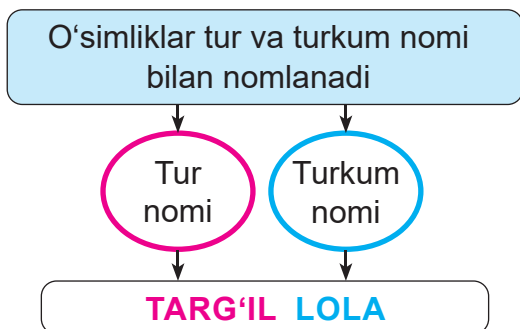 O‘simliklar tur va turkum nomi
bilan nomlanadi
Tur
nomi
Turkum
nomi
TARG‘IL LOLA